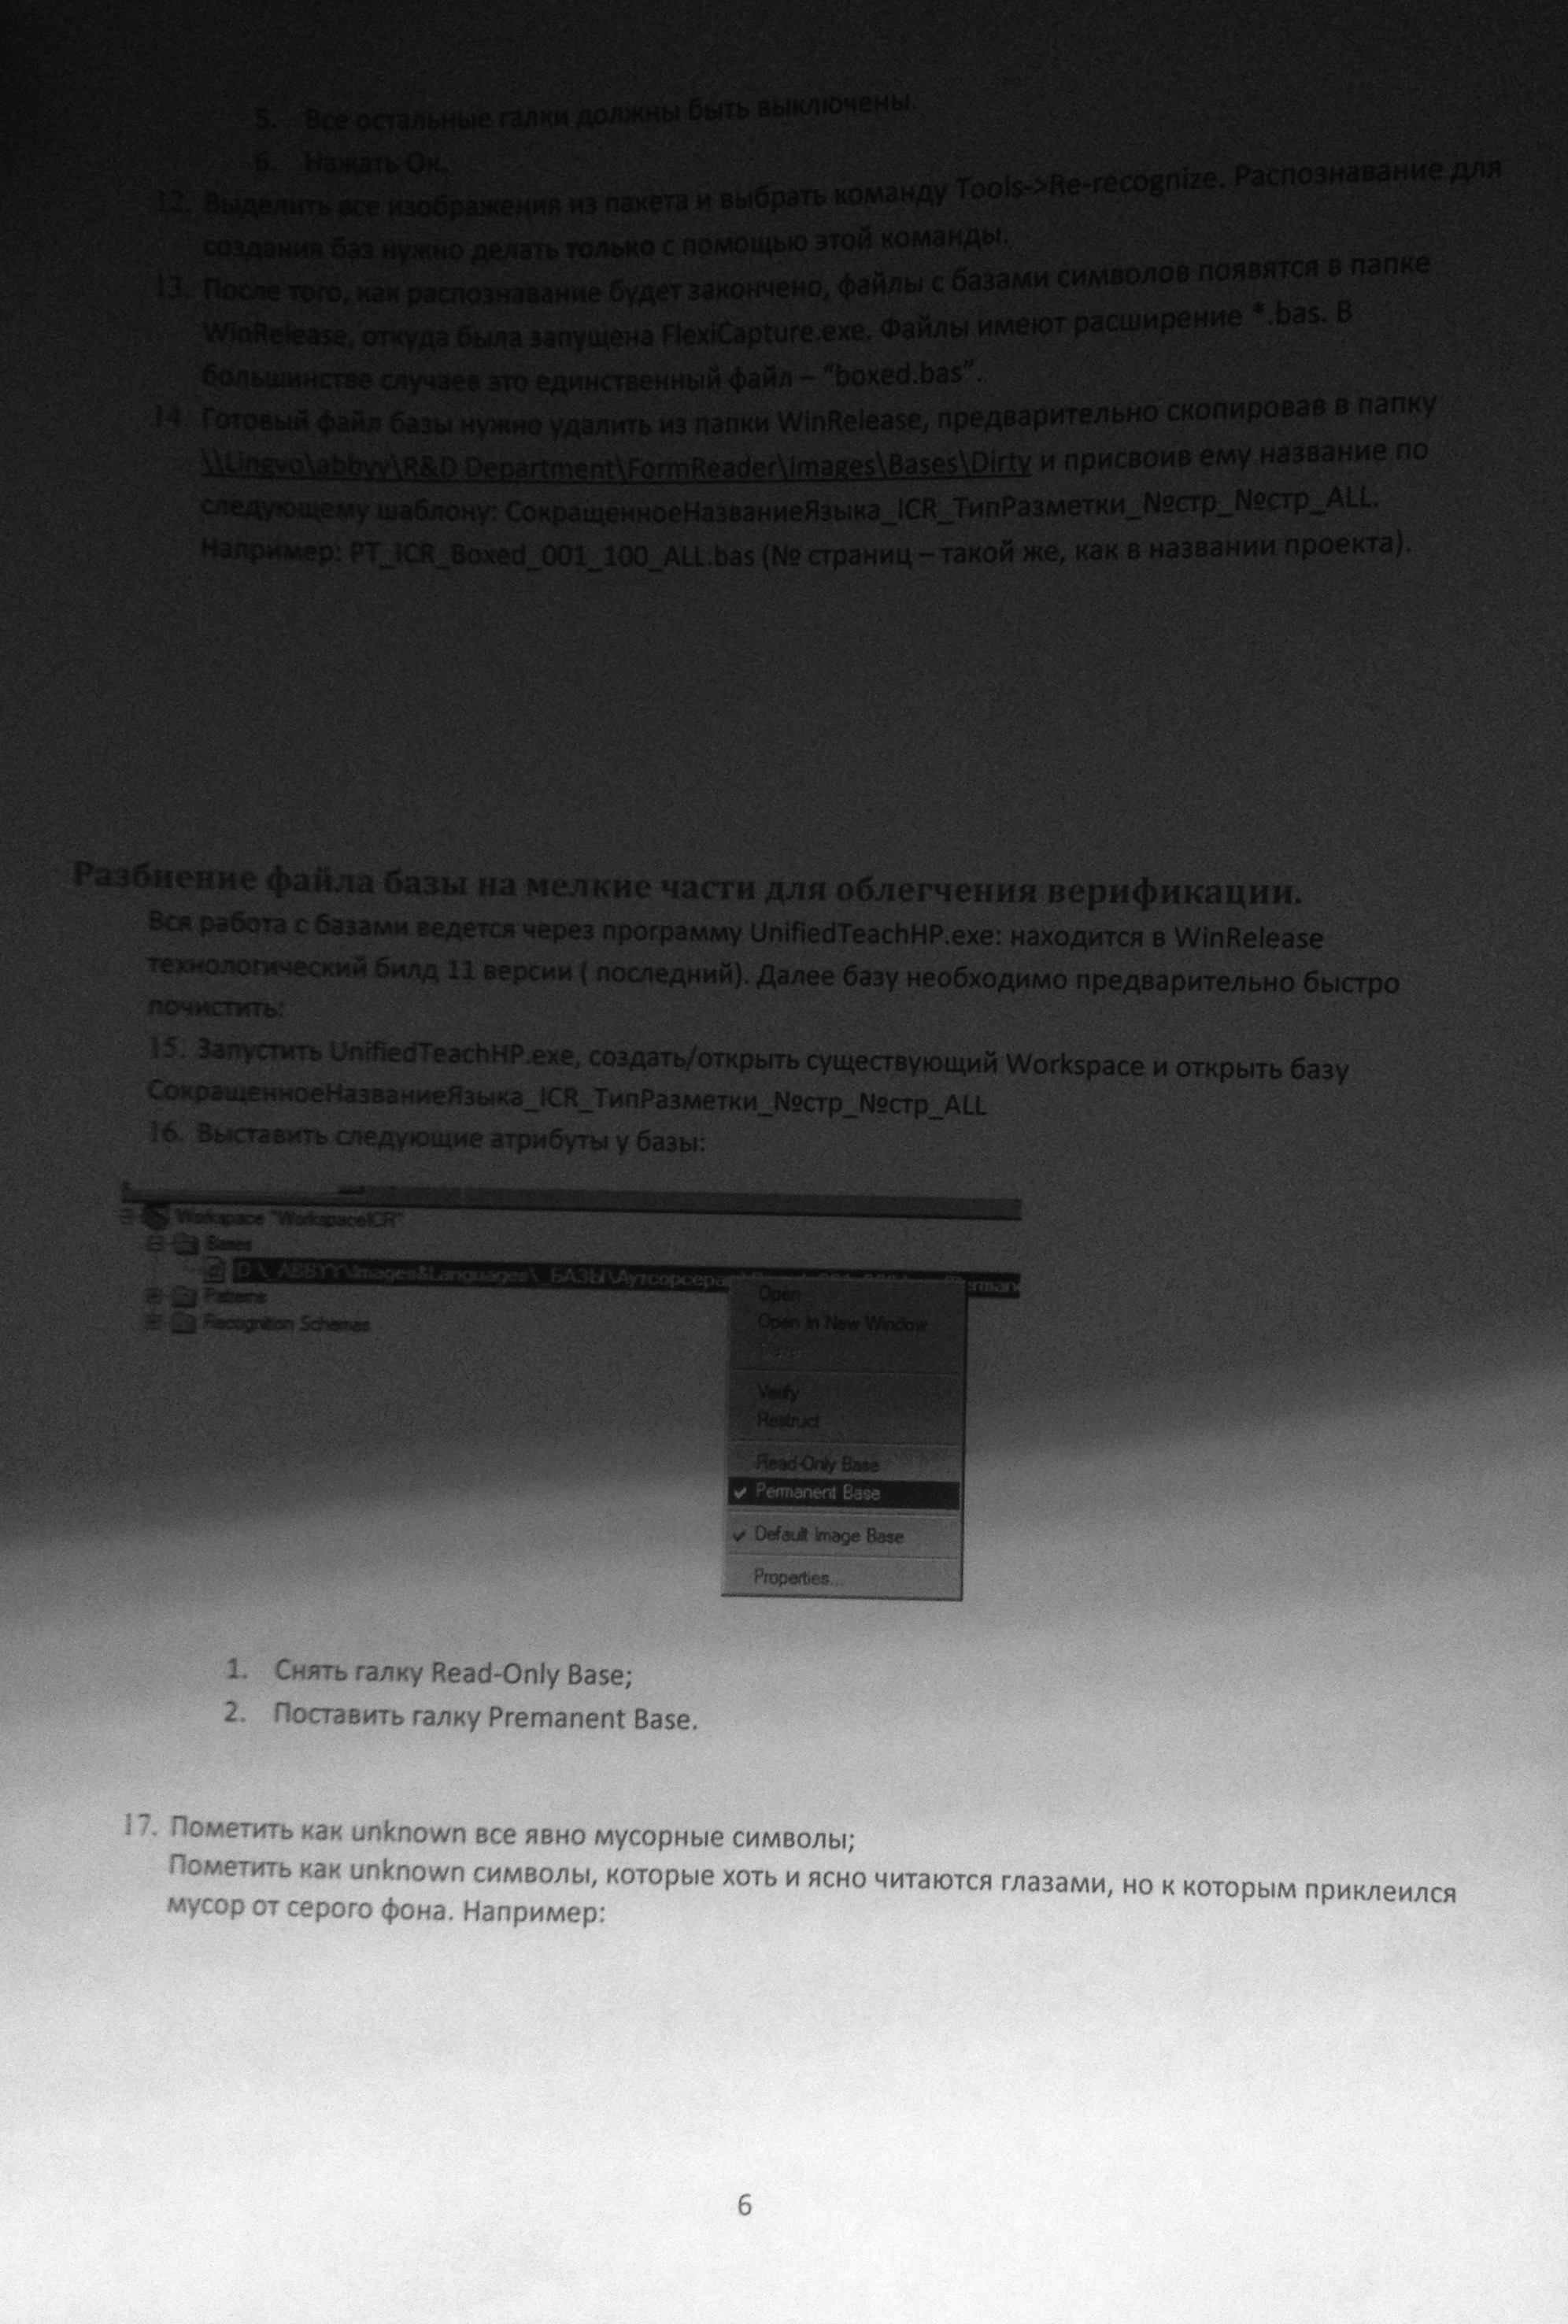 5. Все остальные галки должны быть выключены.
6. Нажать Ок.
12. Выделить все изображения из пакета и выбрать команду Tools->Re-recognize. Распознавание для
создания баз нужно делать только с помощью этой команды.
13. После того, как распознавание будет закончено, файлы с базами символов появятся в папке
WinRelease, откуда была запущена FlexiCapture.exe. Файлы имеют расширение *.bas. В
большинстве случаев это единственный файл – "boxed.bas".
14. Готовый файл базы нужно удалить из папки WinRelease, предварительно скопировав в папку
\\Lingvo\abbyy\R&D Department\FormReader\Images\Bases\Dirty и присвоив ему название по
следующему шаблону: СокращенноеНазваниеЯзыка_ICR_ТипРазметки_№стр_№стр_ALL.
Например: PT_ICR_Boxed_001_100_ALL.bas (№ страниц – такой же, как в названии проекта).
Разбиение файла базы на мелкие части для облегчения верификации.
Вся работа с базами ведется через программу UnifiedTeachHP.exe: находится в WinRelease
технологический билд 11 версии ( последний). Далее базу необходимо предварительно быстро
почистить:
15. Запустить UnifiedTeachHP.exe, создать/открыть существующий Workspace и открыть базу
СокращенноеНазваниеЯзыка_ICR_ТипРазметки_№стр_№стр_ALL
16. Выставить следующие атрибуты у базы:
Workspace "WorkspaceICR"
Bases
D:\_ABBYY\Images&Languages\_БАЗЫ\Аутсорсера
Patterns
Recognition Schemas
Open
Open In New Window
Verify
Restruct
Read-Only Base
Permanent Base
Default Image Base
Properties...
1. Снять галку Read-Only Base;
2. Поставить галку Premanent Base.
17. Пометить как unknown все явно мусорные символы;
Пометить как unknown символы, которые хоть и ясно читаются глазами, но к которым приклеился
мусор от серого фона. Например:
6